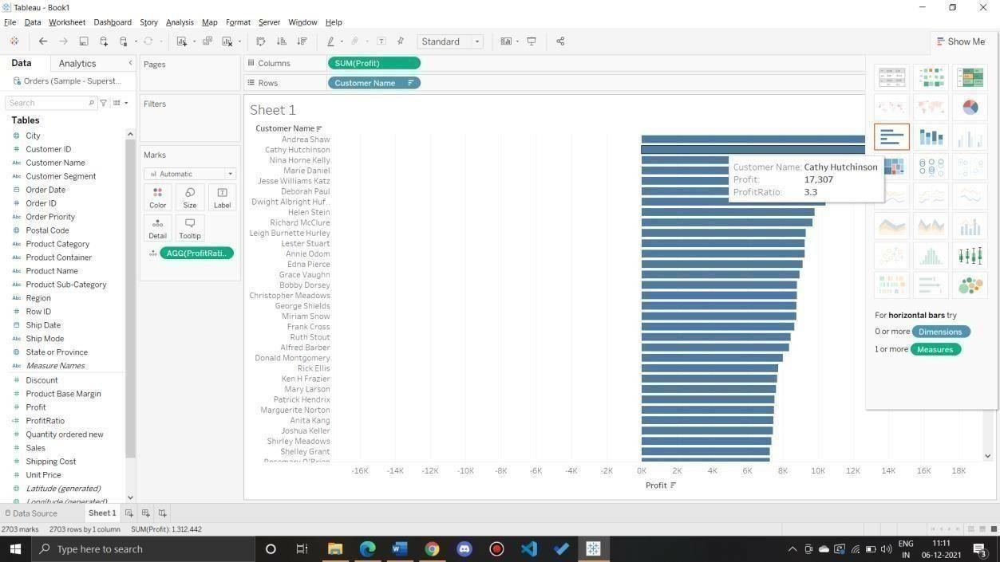 Tableau - Book1
File Data Worksheet Dashboard Story Analysis Map Format Server Window Help
Standard
Show Me
Data Analytics
Orders (Sample - Superst...
Search
Tables
City
Customer ID
Abc Customer Name
Abc Customer Segment
Order Date
Order ID
Abc Order Priority
Postal Code
Abc Product Category
Abc Product Container
Abc Product Name
Abc Product Sub-Category
Abc Region
Row ID
Ship Date
Abc Ship Mode
State or Province
Abc Measure Names
Discount
Product Base Margin
Profit
ProfitRatio
Quantity ordered new
Sales
Shipping Cost
Unit Price
Latitude (generated)
Longitude (generated)
Pages
Filters
Marks
Automatic
Color Size Label
Detail Tooltip
AGG(ProfitRati..
Columns SUM(Profit)
Rows Customer Name
Sheet 1
Customer Name
Andrea Shaw
Cathy Hutchinson
Nina Horne Kelly
Marie Daniel
Jesse Williams Katz
Deborah Paul
Dwight Albright Huf..
Helen Stein
Richard McClure
Leigh Burnette Hurley
Lester Stuart
Annie Odom
Edna Pierce
Grace Vaughn
Bobby Dorsey
Christopher Meadows
George Shields
Miriam Snow
Frank Cross
Ruth Stout
Alfred Barber
Donald Montgomery
Rick Ellis
Ken H Frazier
Mary Larson
Patrick Hendrix
Marguerite Norton
Anita Kang
Joshua Keller
Shirley Meadows
Shelley Grant
Rosemary O'Brien
Customer Name: Cathy Hutchinson
Profit: 17,307
ProfitRatio: 3.3
-16K -14K -12K -10K -8K -6K -4K -2K 0K 2K 4K 6K 8K 10K 12K 14K 16K 18K
Profit
For horizontal bars try
0 or more Dimensions
1 or more Measures
Data Source Sheet 1
2703 marks 2703 rows by 1 column SUM(Profit): 1,312,442
Type here to search
ENG
IN
11:11
06-12-2021
3